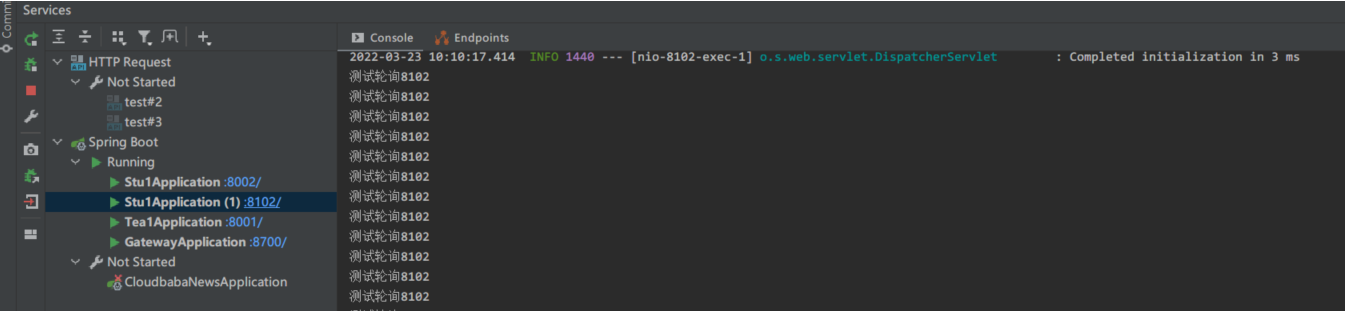 Services
Commi
Console Endpoints
HTTP Request
Not Started
test#2
test#3
Spring Boot
Running
Stu1Application :8002/
Stu1Application (1) :8102/
Tea1Application :8001/
GatewayApplication :8700/
Not Started
CloudbabaNewsApplication
2022-03-23 10:10:17.414 INFO 1440 --- [nio-8102-exec-1] o.s.web.servlet.DispatcherServlet : Completed initialization in 3 ms
测试轮询8102
测试轮询8102
测试轮询8102
测试轮询8102
测试轮询8102
测试轮询8102
测试轮询8102
测试轮询8102
测试轮询8102
测试轮询8102
测试轮询8102
测试轮询8102